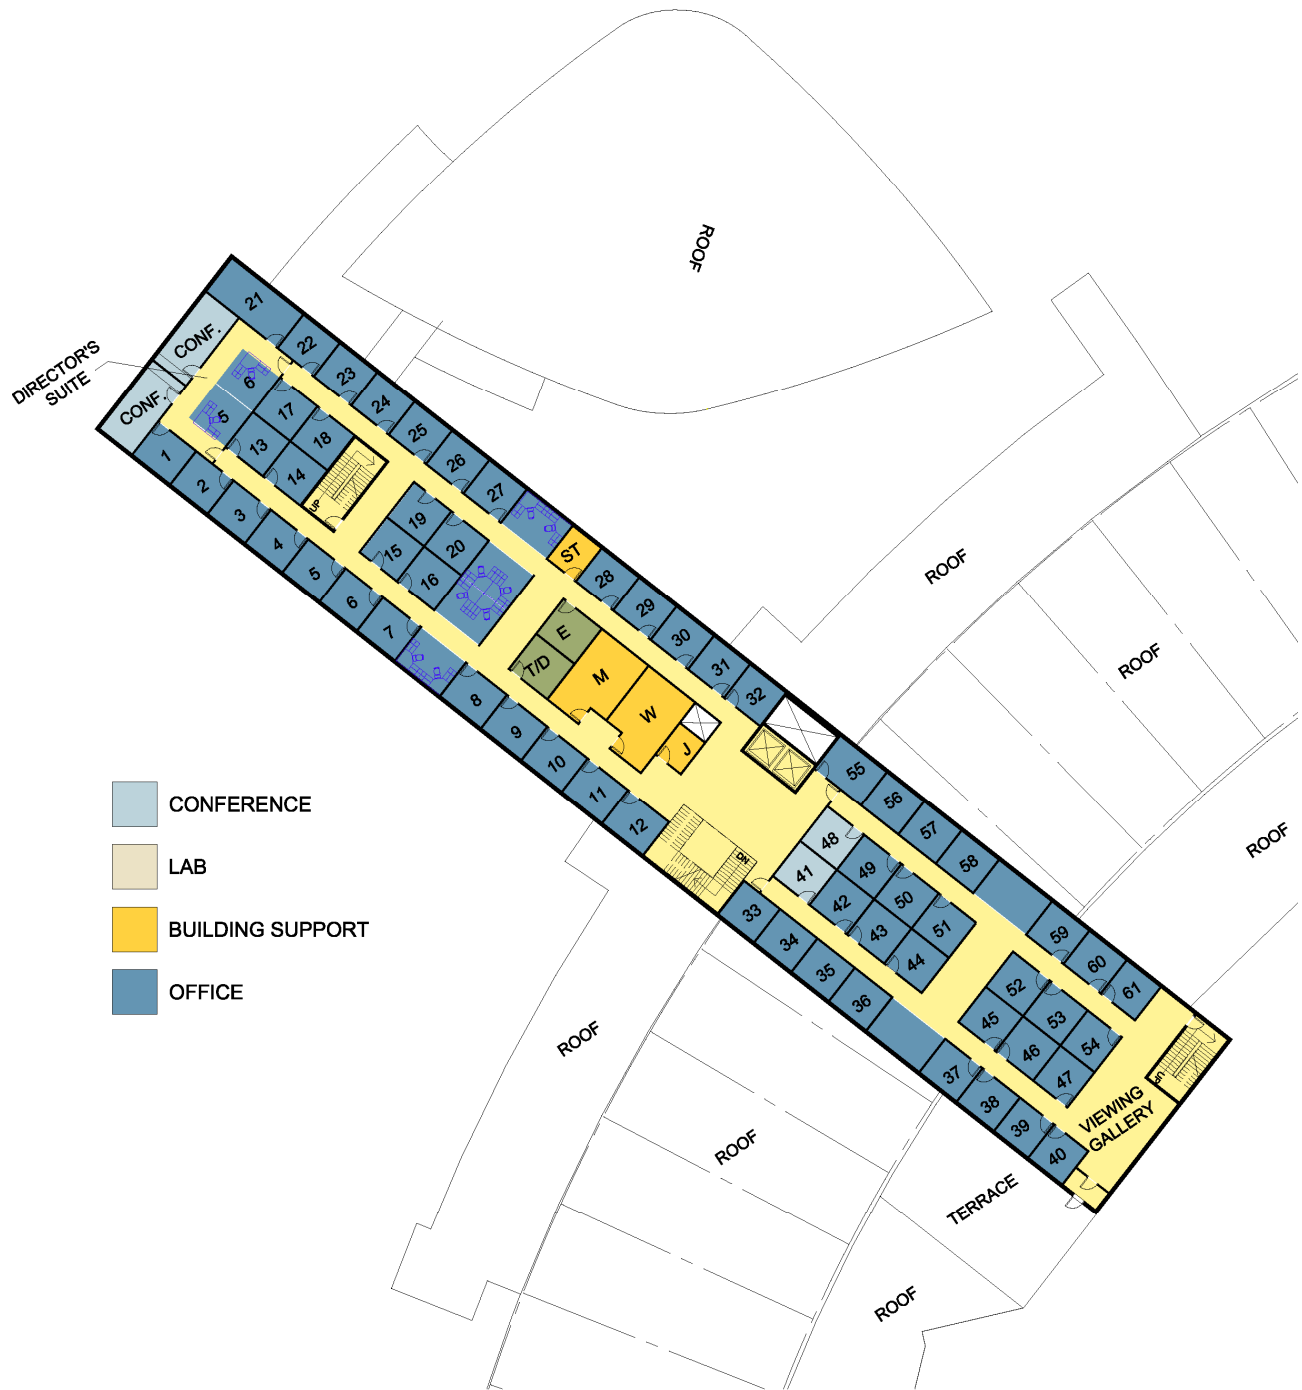 ROOF
21
CONF.
22
DIRECTOR'S
SUITE
23
6
24
CONF.
5
17
25
18
13
26
1
14
27
2
UP
3
19
ST
4
15
20
28
5
16
29
6
E
30
7
T/D
31
M
32
8
W
9
J
10
55
11
56
12
57
48
58
DN
41
49
33
42
50
34
43
51
59
35
44
60
36
52
61
45
53
46
54
37
47
UP
38
VIEWING
GALLERY
39
40
ROOF
ROOF
ROOF
CONFERENCE
LAB
BUILDING SUPPORT
OFFICE
ROOF
ROOF
TERRACE
ROOF